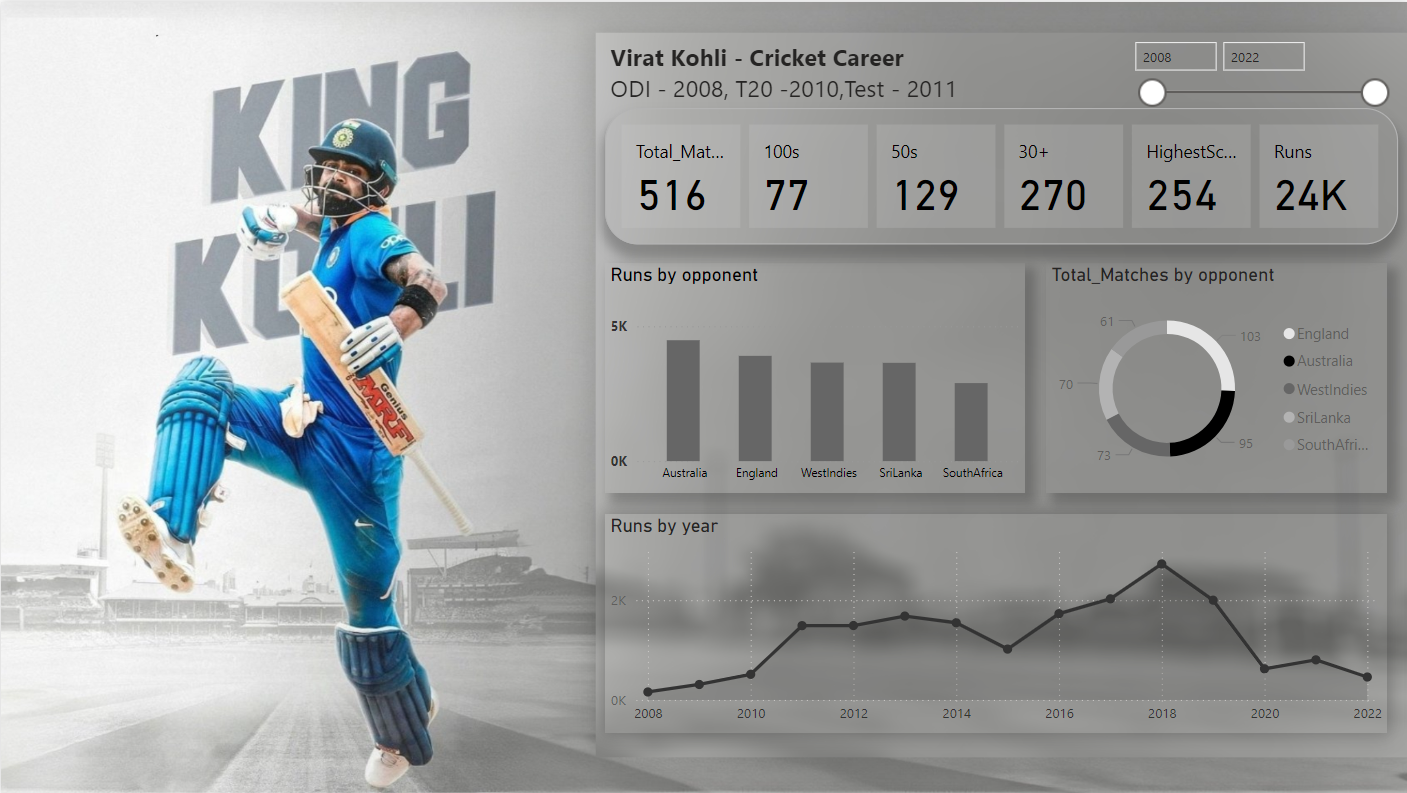 KING
KOHLI
Genius
MRF
Virat Kohli - Cricket Career
ODI - 2008, T20 -2010,Test - 2011
2008
2022
Total_Mat...
516
100s
77
50s
129
30+
270
HighestSc...
254
Runs
24K
Runs by opponent
5K
0K
Australia
England
WestIndies
SriLanka
SouthAfrica
Total_Matches by opponent
61
103
70
73
95
England
Australia
WestIndies
SriLanka
SouthAfri...
Runs by year
2K
0K
2008
2010
2012
2014
2016
2018
2020
2022